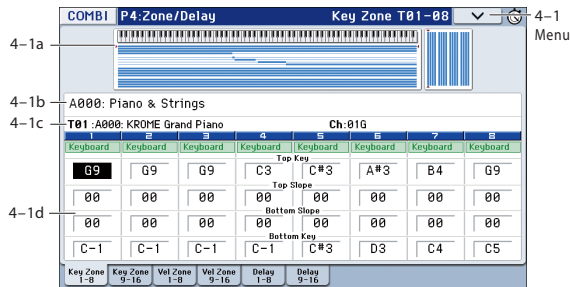 COMBI P4:Zone/Delay Key Zone T01-08
4-1
Menu
4-1a
4-1b
A000: Piano & Strings
4-1c
T01 :A000: KROME Grand Piano Ch:01G
1 2 3 4 5 6 7 8
Keyboard Keyboard Keyboard Keyboard Keyboard Keyboard Keyboard Keyboard
Top Key
G9 G9 G9 C3 C#3 A#3 B4 G9
Top Slope
00 00 00 00 00 00 00 00
4-1d
Bottom Slope
00 00 00 00 00 00 00 00
Bottom Key
C-1 C-1 C-1 C-1 C#3 D3 C4 C5
Key Zone 1-8 Key Zone 9-16 Vel Zone 1-8 Vel Zone 9-16 Delay 1-8 Delay 9-16